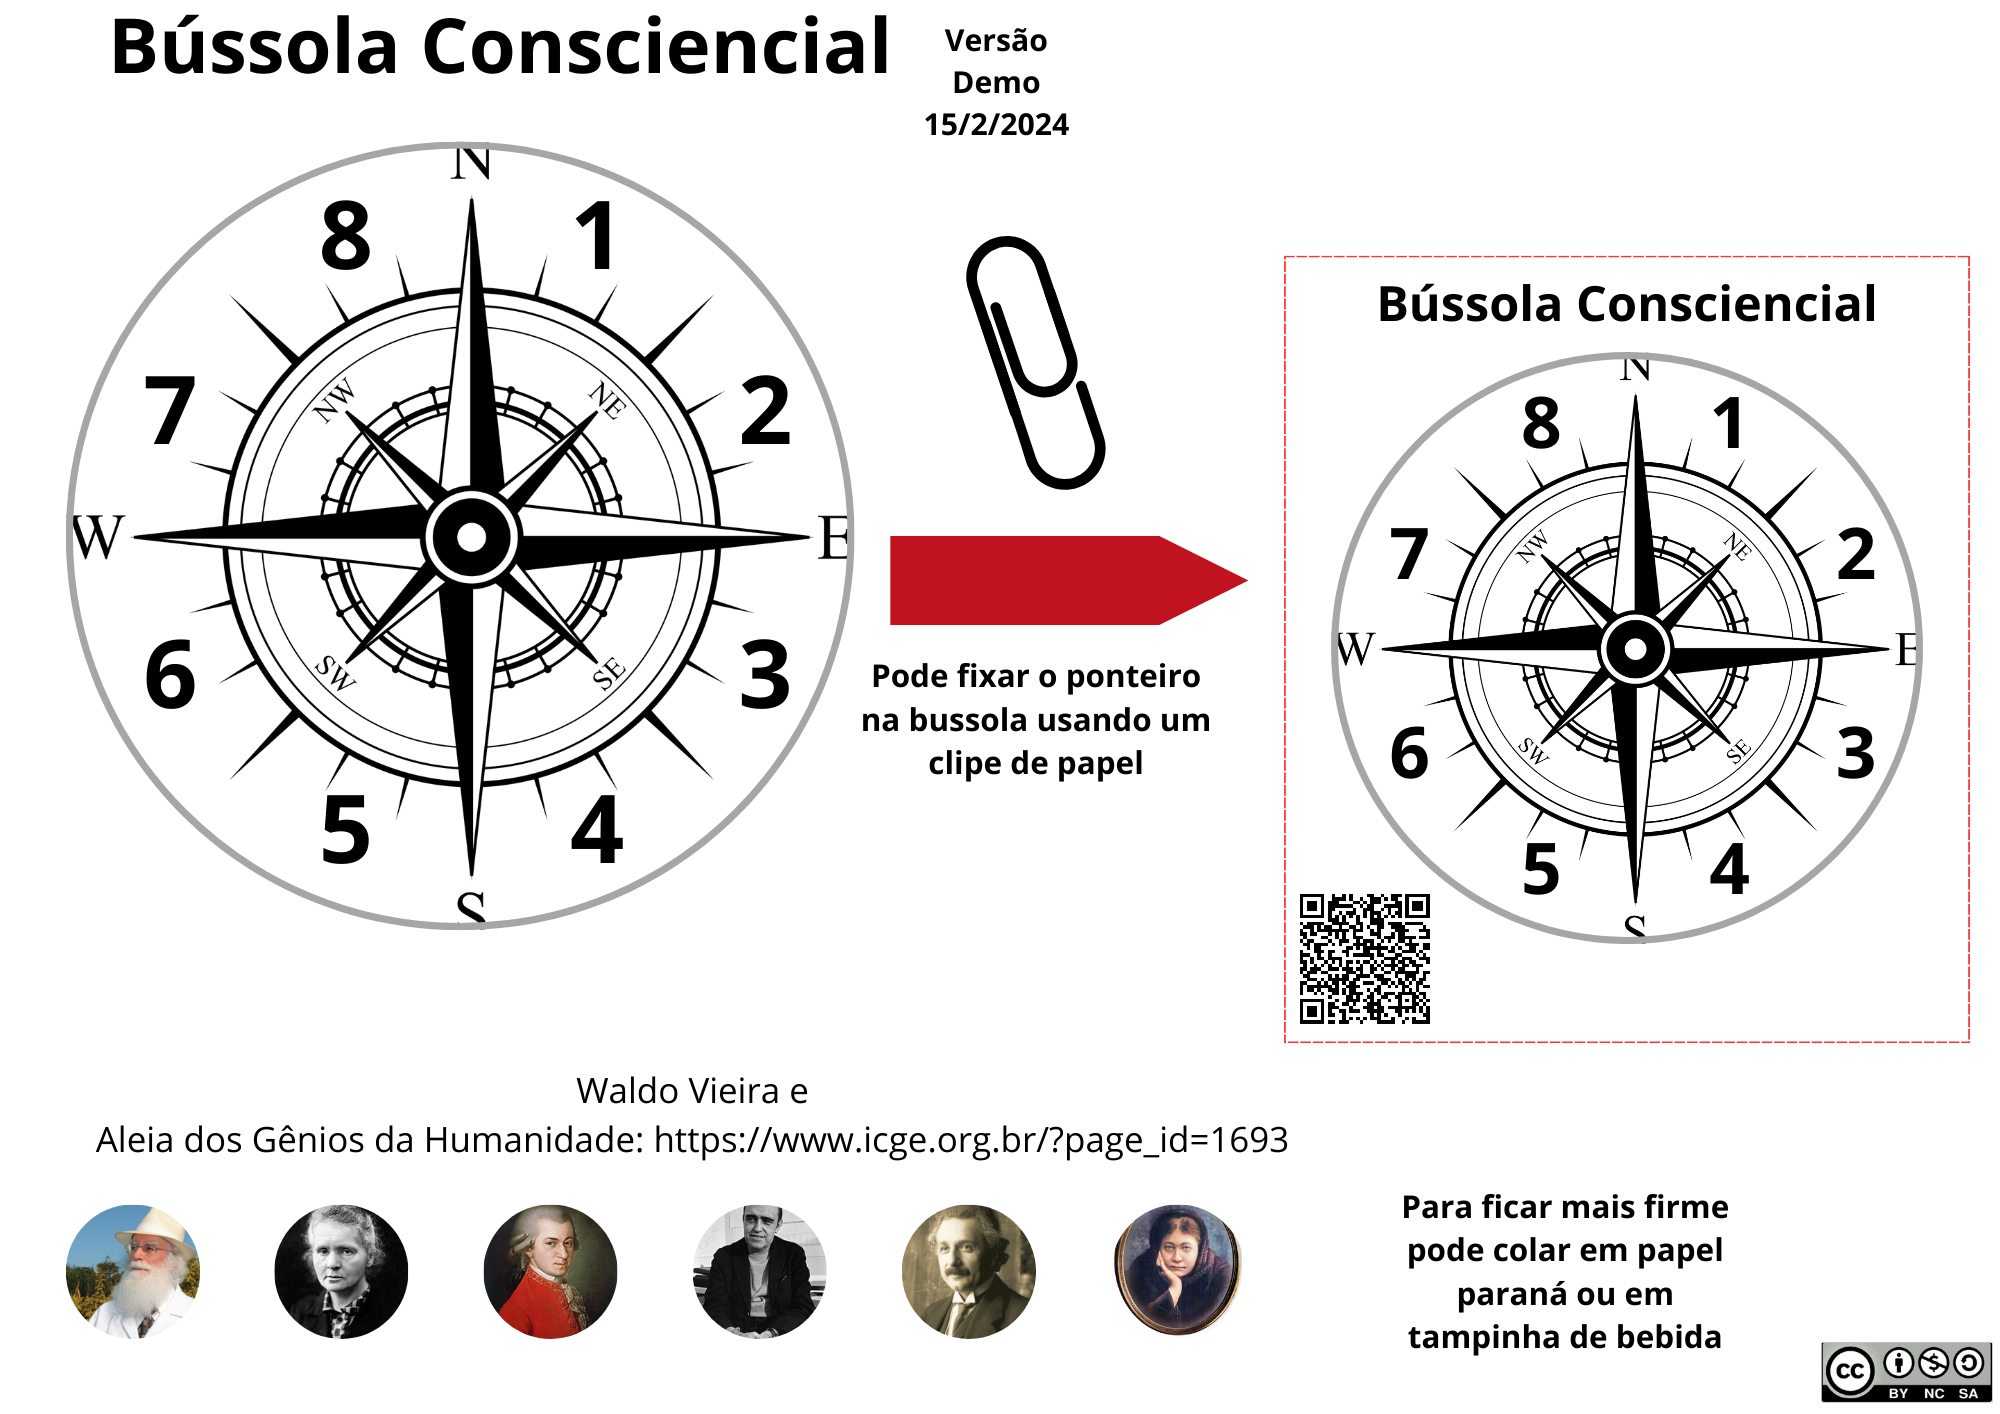 Bússola Consciencial
Versão
Demo
15/2/2024
N
8 1
7 2
NW NE
W E
6 3
SW SE
5 4
S
Pode fixar o ponteiro
na bussola usando um
clipe de papel
Bússola Consciencial
N
8 1
7 2
NW NE
W E
6 3
SW SE
5 4
S
Waldo Vieira e
Aleia dos Gênios da Humanidade: https://www.icge.org.br/?page_id=1693
Para ficar mais firme
pode colar em papel
paraná ou em
tampinha de bebida
cc
BY NC SA